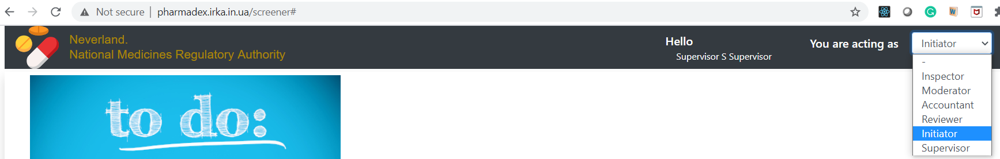 Not secure | pharmadex.irka.in.ua/screener#
Neverland.
National Medicines Regulatory Authority
Hello
Supervisor S Supervisor
You are acting as
Initiator
-
Inspector
Moderator
Accountant
Reviewer
Initiator
Supervisor
to do: